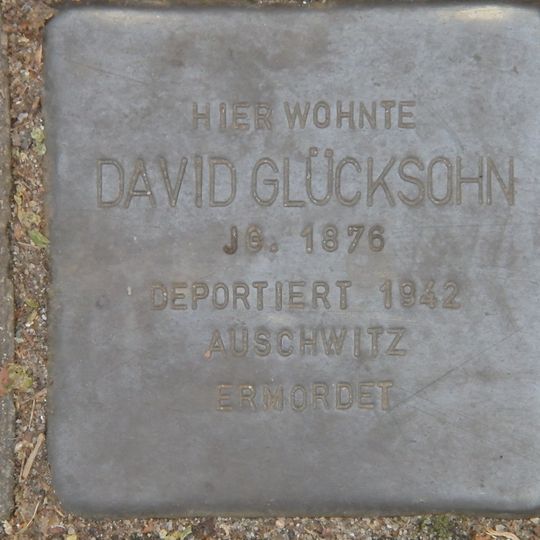 HIER WOHNTE
DAVID GLÜCKSOHN
JG. 1876
DEPORTIERT 1942
AUSCHWITZ
ERMORDET